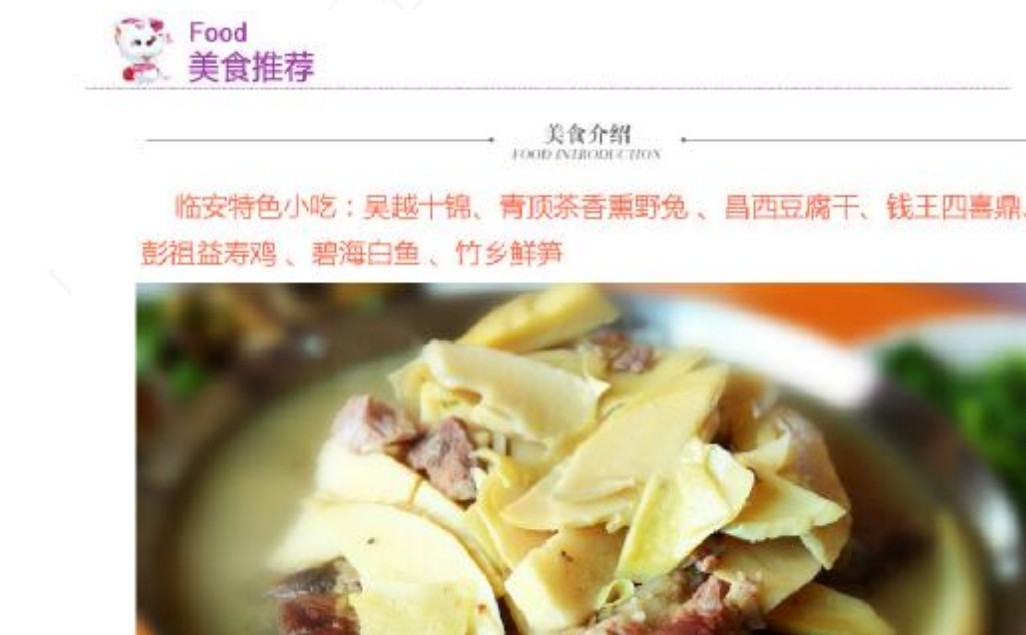 Food
美食推荐
美食介绍
FOOD INTRODUCTION
临安特色小吃：吴越十锦、青顶茶香熏野兔 、昌西豆腐干、钱王四喜鼎、
彭祖益寿鸡 、碧海白鱼 、竹乡鲜笋